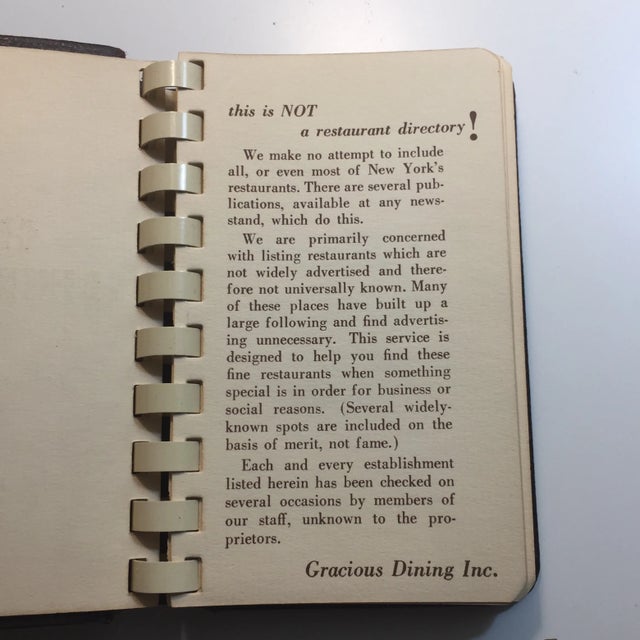 this is NOT
a restaurant directory!
We make no attempt to include
all, or even most of New York's
restaurants. There are several pub-
lications, available at any news-
stand, which do this.
We are primarily concerned
with listing restaurants which are
not widely advertised and there-
fore not universally known. Many
of these places have built up a
large following and find advertis-
ing unnecessary. This service is
designed to help you find these
fine restaurants when something
special is in order for business or
social reasons. (Several widely-
known spots are included on the
basis of merit, not fame.)
Each and every establishment
listed herein has been checked on
several occasions by members of
our staff, unknown to the pro-
prietors.
Gracious Dining Inc.